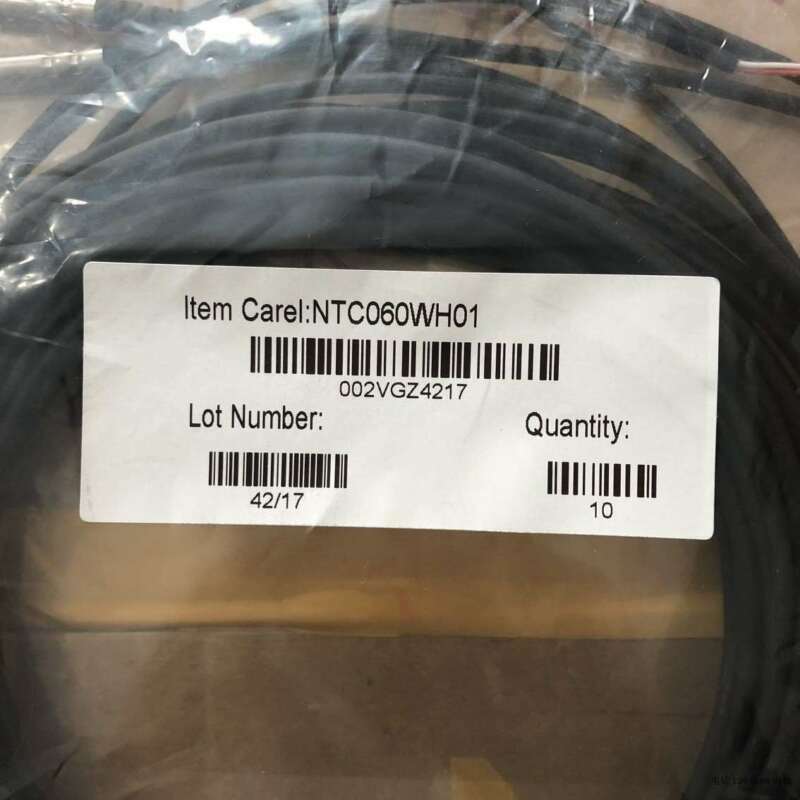 Item Carel:NTC060WH01
002VGZ4217
Lot Number:
Quantity:
42/17
10